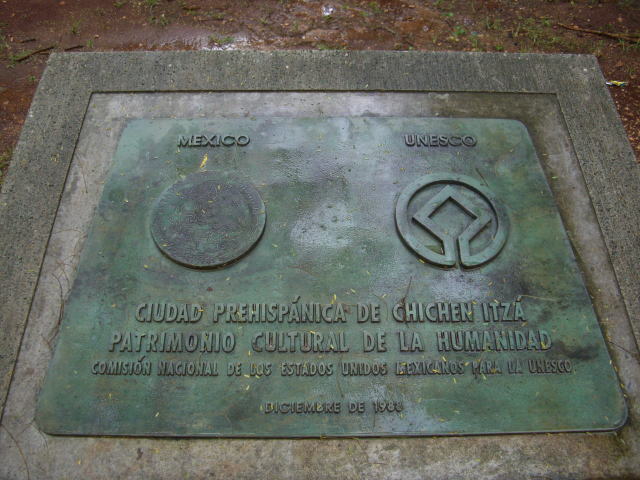 MEXICO UNESCO
CIUDAD PREHISPÁNICA DE CHICHEN ITZÁ
PATRIMONIO CULTURAL DE LA HUMANIDAD
COMISIÓN NACIONAL DE LOS ESTADOS UNIDOS MEXICANOS PARA LA UNESCO
DICIEMBRE DE 1988